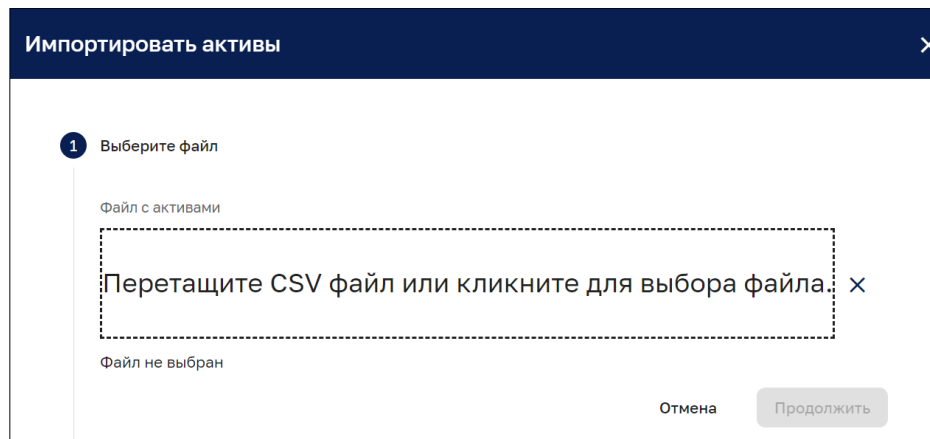 Импортировать активы
1 Выберите файл
Файл с активами
Перетащите CSV файл или кликните для выбора файла.
Файл не выбран
Отмена Продолжить